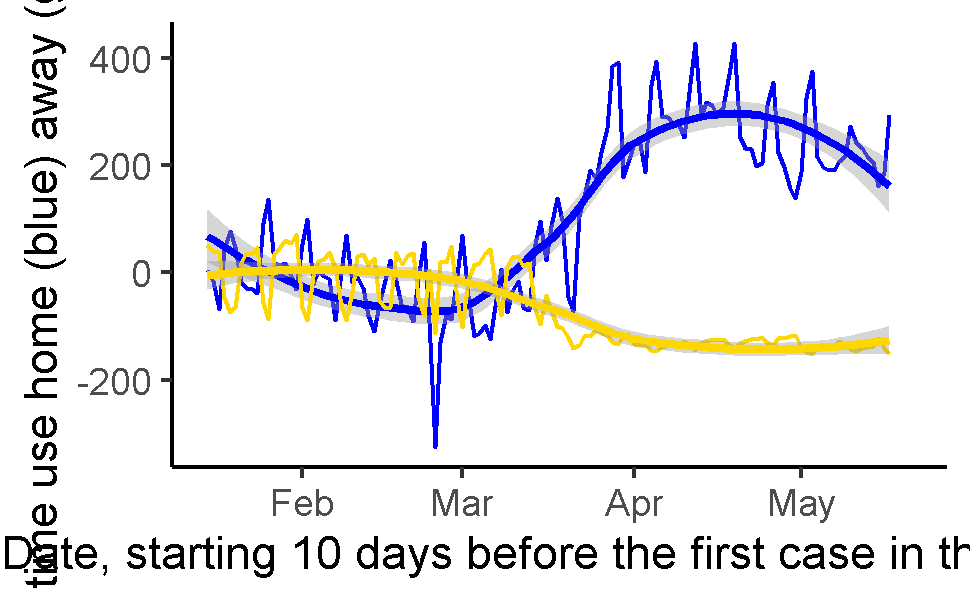 time use home (blue) away (
400
200
0
-200
Feb Mar Apr May
Date, starting 10 days before the first case in th